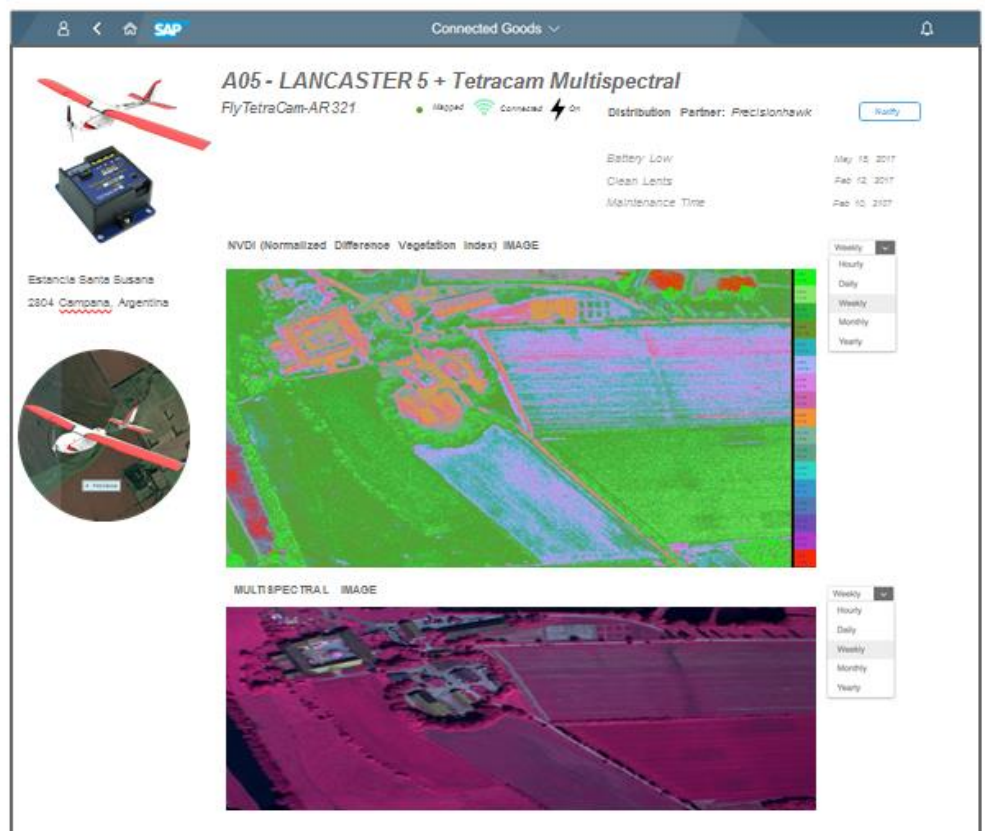 SAP
Connected Goods
A05 - LANCASTER 5 + Tetracam Multispectral
FlyTetraCam-AR 321
Mapped Connected On
Distribution Partner: Precisionhawk
Notify
Battery Low May 15, 2017
Clean Lents Feb 12, 2017
Maintenance Time Feb 10, 2107
Estancia Santa Susana
2804 Campana, Argentina
NVDI (Normalized Difference Vegetation Index) IMAGE
Weekly
Hourly
Daily
Weekly
Monthly
Yearly
MULTISPECTRAL IMAGE
Weekly
Hourly
Daily
Weekly
Monthly
Yearly